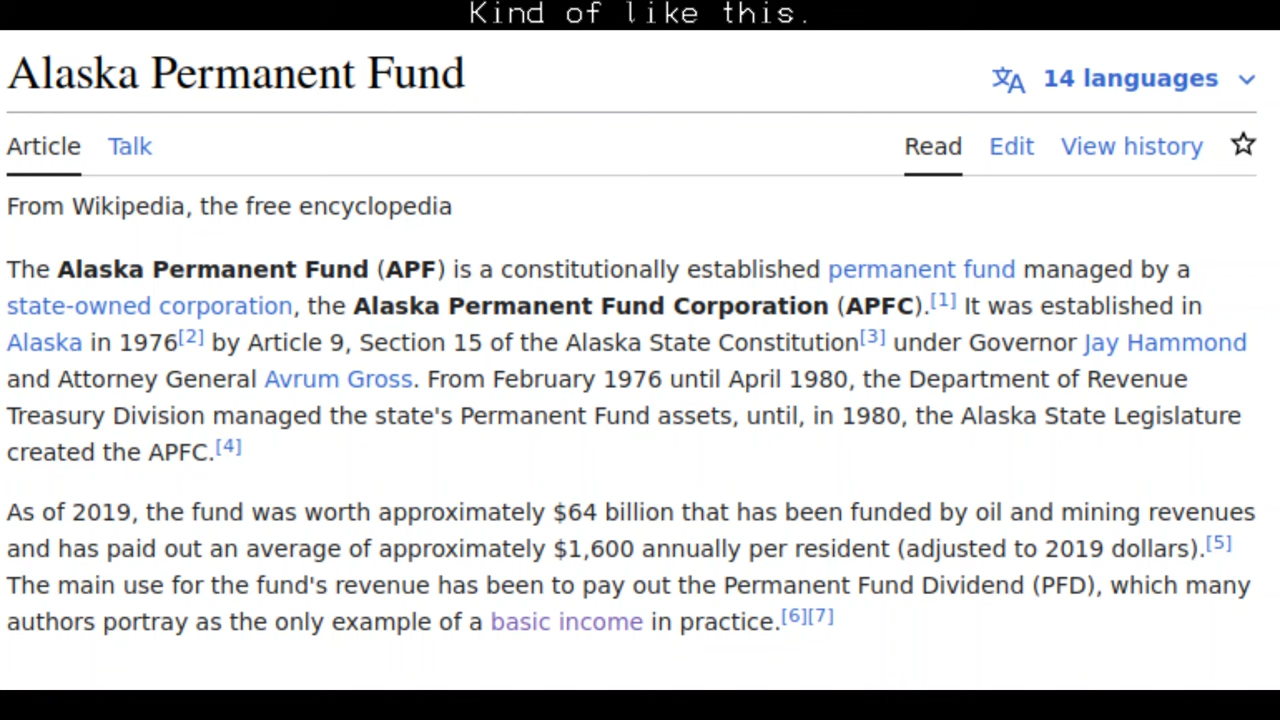 Kind of like this.
Alaska Permanent Fund
14 languages
Article Talk Read Edit View history
From Wikipedia, the free encyclopedia
The Alaska Permanent Fund (APF) is a constitutionally established permanent fund managed by a
state-owned corporation, the Alaska Permanent Fund Corporation (APFC).[1] It was established in
Alaska in 1976[2] by Article 9, Section 15 of the Alaska State Constitution[3] under Governor Jay Hammond
and Attorney General Avrum Gross. From February 1976 until April 1980, the Department of Revenue
Treasury Division managed the state's Permanent Fund assets, until, in 1980, the Alaska State Legislature
created the APFC.[4]
As of 2019, the fund was worth approximately $64 billion that has been funded by oil and mining revenues
and has paid out an average of approximately $1,600 annually per resident (adjusted to 2019 dollars).[5]
The main use for the fund's revenue has been to pay out the Permanent Fund Dividend (PFD), which many
authors portray as the only example of a basic income in practice.[6][7]